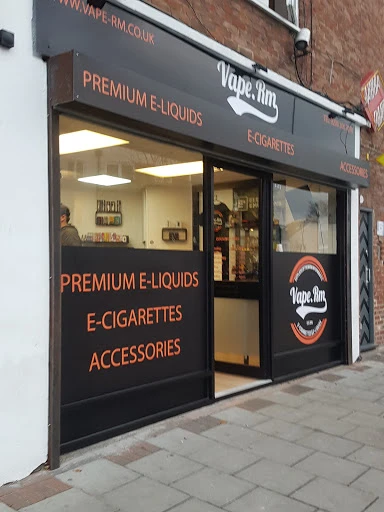 WWW.VAPE-RM.CO.UK
Vape.Rm
PREMIUM E-LIQUIDS
E-CIGARETTES
ACCESSORIES
PREMIUM E-LIQUIDS
E-CIGARETTES
ACCESSORIES
Vape.Rm